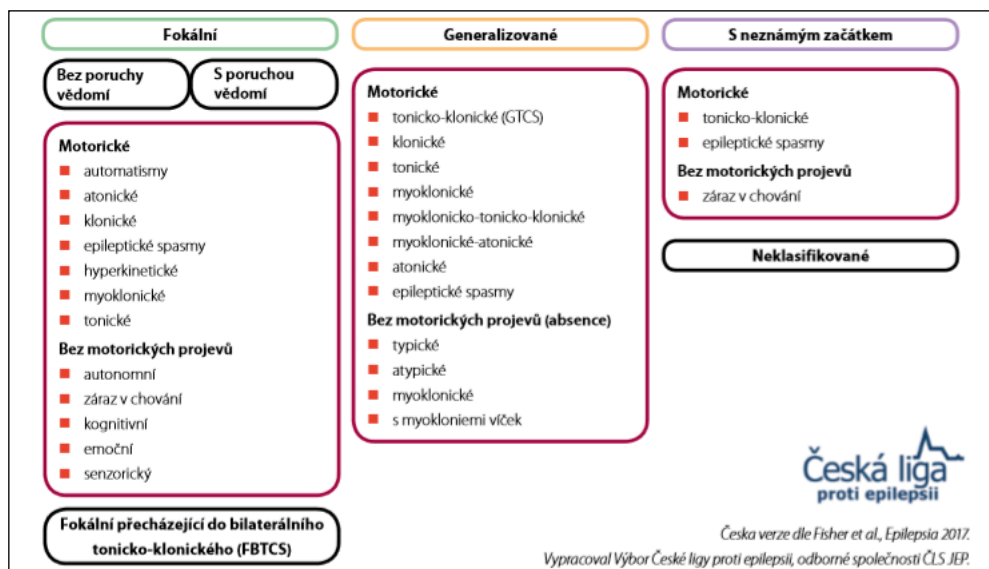 Fokální
Bez poruchy
vědomí
S poruchou
vědomí
Motorické
automatismy
atonické
klonické
epileptické spasmy
hyperkinetické
myoklonické
tonické
Bez motorických projevů
autonomní
záraz v chování
kognitivní
emoční
senzorický
Fokální přecházející do bilaterálního
tonicko-klonického (FBTCS)
Generalizované
Motorické
tonicko-klonické (GTCS)
klonické
tonické
myoklonické
myoklonicko-tonicko-klonické
myoklonické-atonické
atonické
epileptické spasmy
Bez motorických projevů (absence)
typické
atypické
myoklonické
s myokloniemi víček
S neznámým začátkem
Motorické
tonicko-klonické
epileptické spasmy
Bez motorických projevů
záraz v chování
Neklasifikované
Česká liga
proti epilepsii
Česka verze dle Fisher et al., Epilepsia 2017.
Vypracoval Výbor České ligy proti epilepsii, odborné společnosti ČLS JEP.